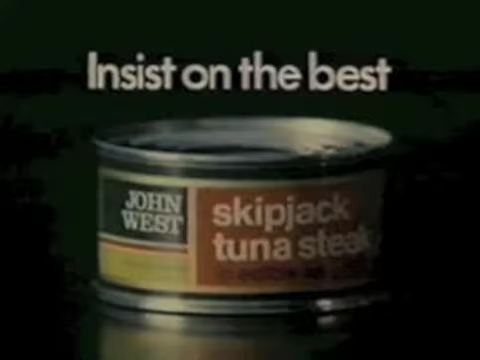 Insist on the best
JOHN
WEST
skipjack
tuna steak